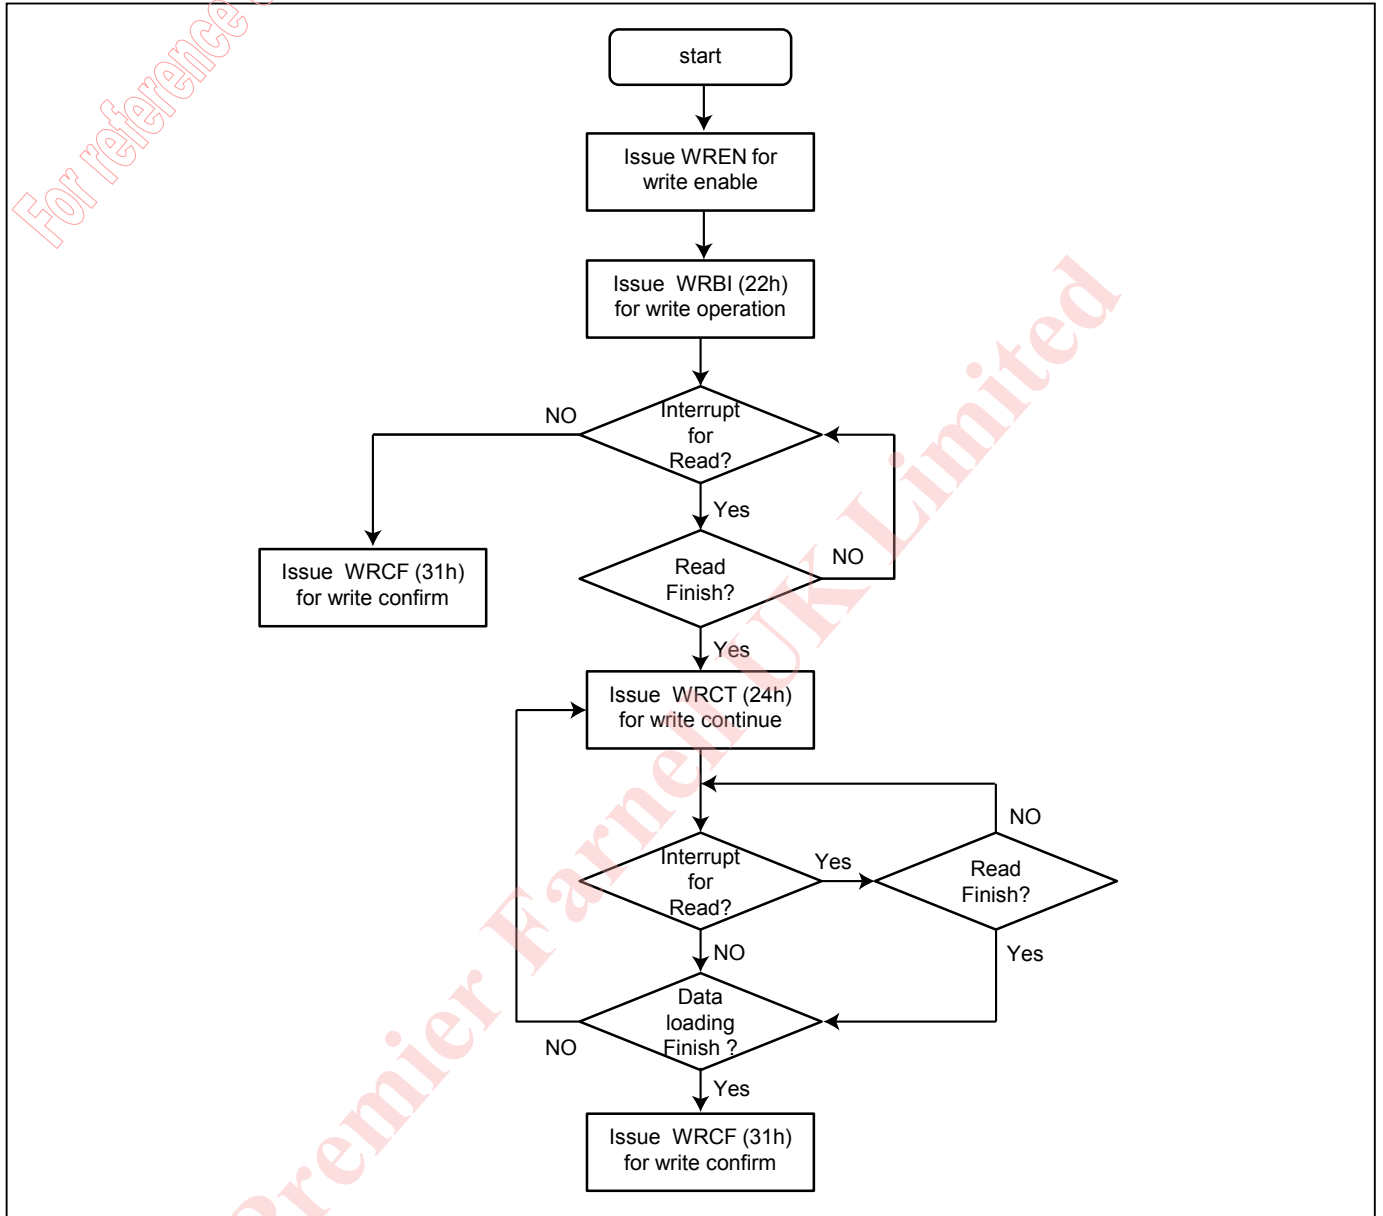 For reference
start
Issue WREN for
write enable
Issue WRBI (22h)
for write operation
NO
Interrupt
for
Read?
Yes
Issue WRCF (31h)
for write confirm
Read
Finish?
NO
Yes
Issue WRCT (24h)
for write continue
NO
Interrupt
for
Read?
Yes
Read
Finish?
NO
Yes
Data
loading
Finish ?
NO
Yes
Issue WRCF (31h)
for write confirm
Premier Farnell UK Limited